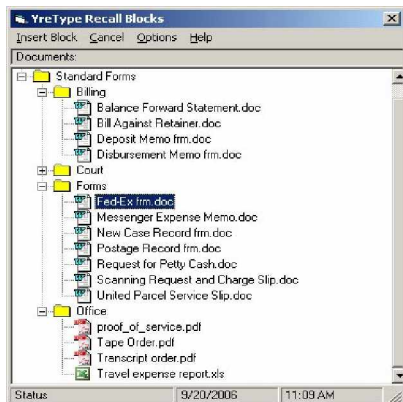 YreType Recall Blocks
Insert Block Cancel Options Help
Documents:
Standard Forms
Billing
Balance Forward Statement.doc
Bill Against Retainer.doc
Deposit Memo frm.doc
Disbursement Memo frm.doc
Court
Forms
Fed-Ex frm.doc
Messenger Expense Memo.doc
New Case Record frm.doc
Postage Record frm.doc
Request for Petty Cash.doc
Scanning Request and Charge Slip.doc
United Parcel Service Slip.doc
Office
proof_of_service.pdf
Tape Order.pdf
Transcript order.pdf
Travel expense report.xls
Status 9/20/2006 11:09 AM